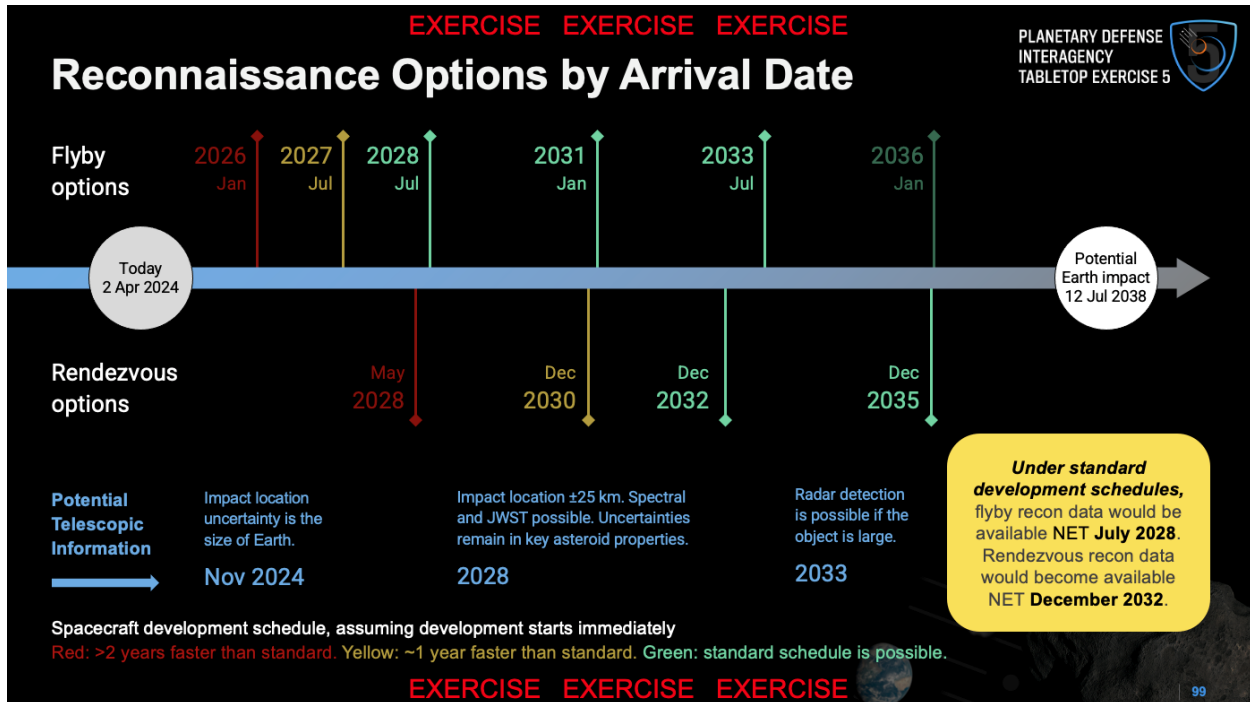 EXERCISE EXERCISE EXERCISE
PLANETARY DEFENSE
INTERAGENCY
TABLETOP EXERCISE 5
5
Reconnaissance Options by Arrival Date
Flyby
options
2026
Jan
2027
Jul
2028
Jul
2031
Jan
2033
Jul
2036
Jan
Today
2 Apr 2024
Potential
Earth impact
12 Jul 2038
Rendezvous
options
May
2028
Dec
2030
Dec
2032
Dec
2035
Potential
Telescopic
Information
Impact location
uncertainty is the
size of Earth.
Nov 2024
Impact location ±25 km. Spectral
and JWST possible. Uncertainties
remain in key asteroid properties.
2028
Radar detection
is possible if the
object is large.
2033
Under standard
development schedules,
flyby recon data would be
available NET July 2028.
Rendezvous recon data
would become available
NET December 2032.
Spacecraft development schedule, assuming development starts immediately
Red: >2 years faster than standard. Yellow: ~1 year faster than standard. Green: standard schedule is possible.
EXERCISE EXERCISE EXERCISE
99